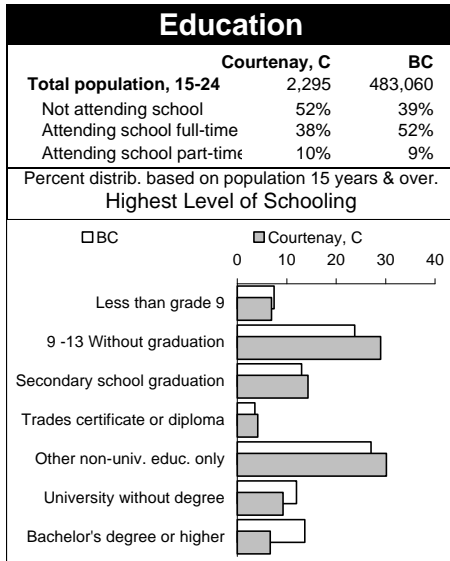 Education
Courtenay, C BC
Total population, 15-24 2,295 483,060
Not attending school 52% 39%
Attending school full-time 38% 52%
Attending school part-time 10% 9%
Percent distrib. based on population 15 years & over.
Highest Level of Schooling
BC Courtenay, C
0 10 20 30 40
Less than grade 9
9 -13 Without graduation
Secondary school graduation
Trades certificate or diploma
Other non-univ. educ. only
University without degree
Bachelor's degree or higher